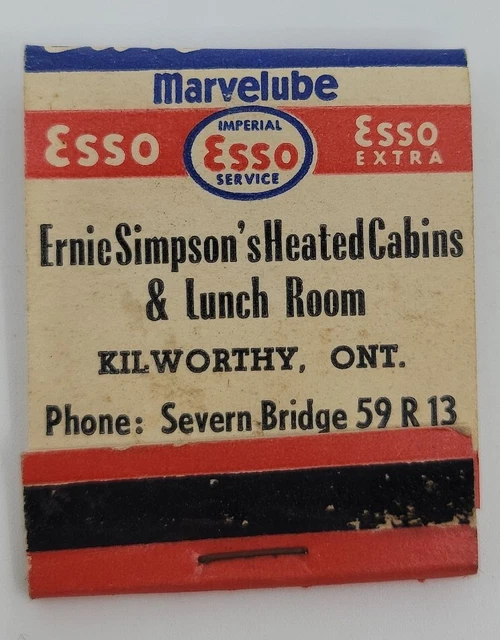 Marvelube
Esso
IMPERIAL
Esso
SERVICE
Esso
EXTRA
Ernie Simpson's Heated Cabins
& Lunch Room
KILWORTHY, ONT.
Phone: Severn Bridge 59 R 13